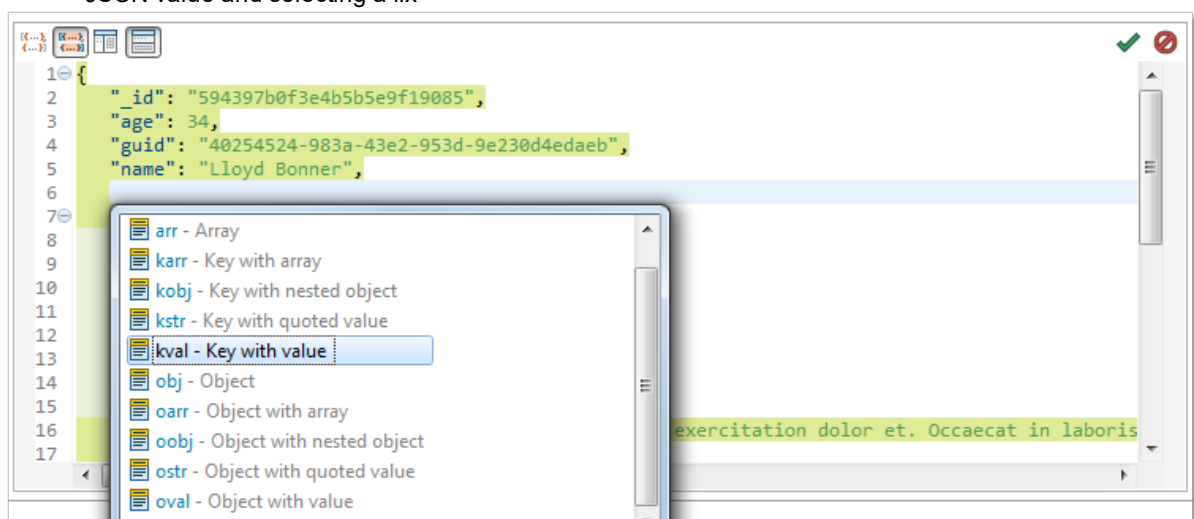 JSON value and selecting a fix
1 {
2 "_id": "594397b0f3e4b5b5e9f19085",
3 "age": 34,
4 "guid": "40254524-983a-43e2-953d-9e230d4edaeb",
5 "name": "Lloyd Bonner",
6
7
8
9
10
11
12
13
14
15
16 exercitation dolor et. Occaecat in laboris
17
arr - Array
karr - Key with array
kobj - Key with nested object
kstr - Key with quoted value
kval - Key with value
obj - Object
oarr - Object with array
oobj - Object with nested object
ostr - Object with quoted value
oval - Object with value